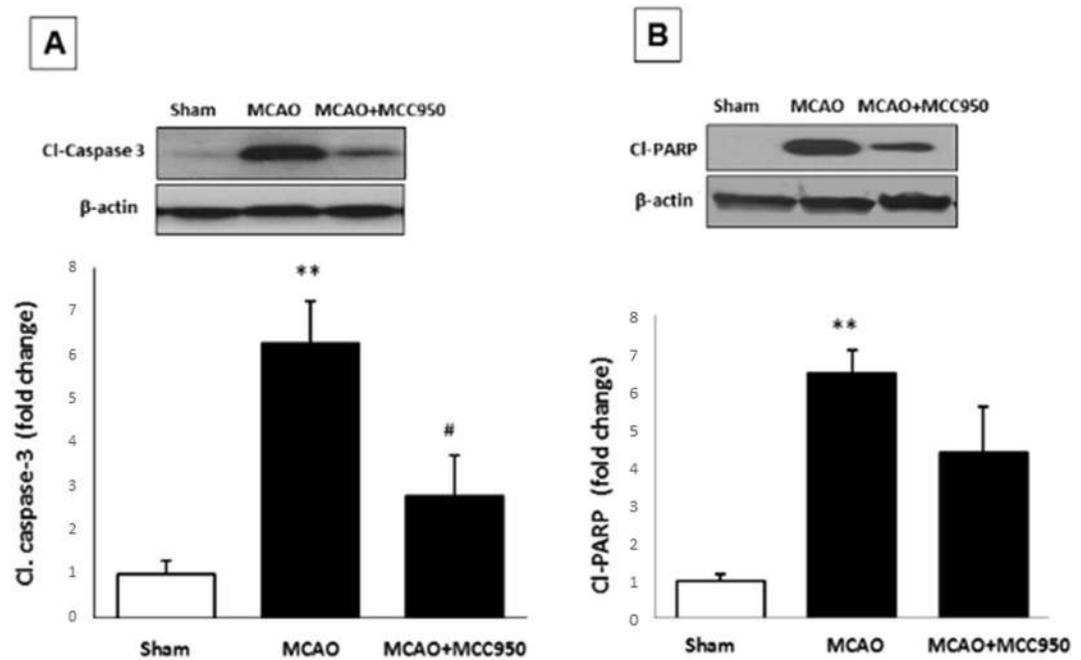 A
Sham MCAO MCAO+MCC950
Cl-Caspase 3
β-actin
Cl. caspase-3 (fold change)
8
7
6
5
4
3
2
1
0
**
#
Sham MCAO MCAO+MCC950
B
Sham MCAO MCAO+MCC950
Cl-PARP
β-actin
Cl-PARP (fold change)
8
7
6
5
4
3
2
1
0
**
Sham MCAO MCAO+MCC950